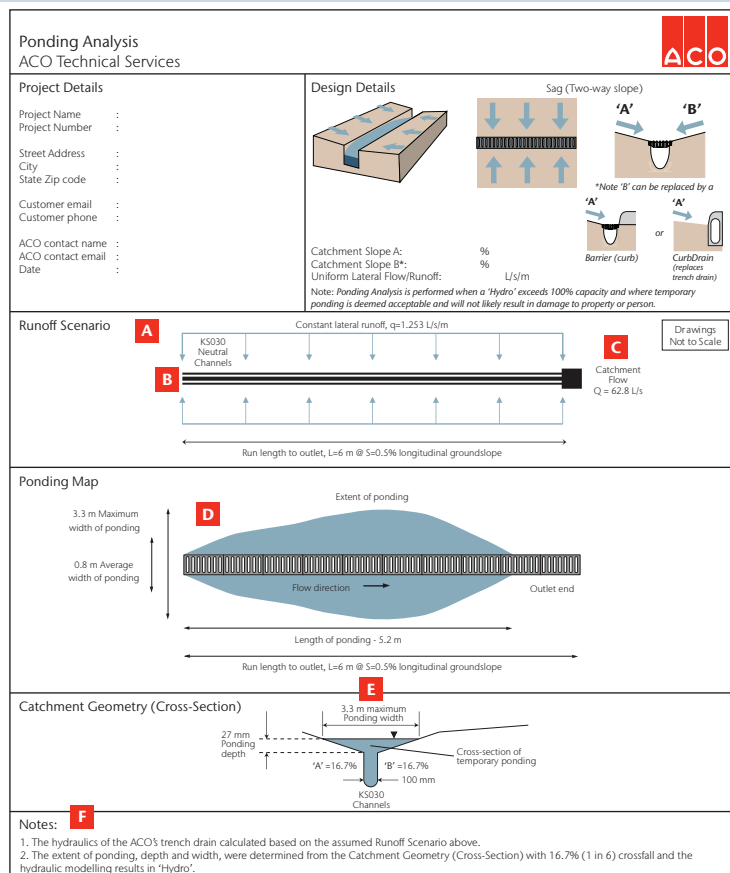 Ponding Analysis
ACO Technical Services
ACO
Project Details
Project Name :
Project Number :
Street Address :
City :
State Zip code :
Customer email :
Customer phone :
ACO contact name :
ACO contact email :
Date :
Design Details
Sag (Two-way slope)
‘A’ ‘B’
*Note ‘B’ can be replaced by a
‘A’ ‘A’
or
Barrier (curb)
CurbDrain
(replaces
trench drain)
Catchment Slope A: %
Catchment Slope B*: %
Uniform Lateral Flow/Runoff: L/s/m
Note: Ponding Analysis is performed when a ‘Hydro’ exceeds 100% capacity and where temporary
ponding is deemed acceptable and will not likely result in damage to property or person.
Runoff Scenario
A
Constant lateral runoff, q=1.253 L/s/m
Drawings
Not to Scale
KS030
Neutral
Channels
B
C
Catchment
Flow
Q = 62.8 L/s
Run length to outlet, L=6 m @ S=0.5% longitudinal groundslope
Ponding Map
Extent of ponding
D
3.3 m Maximum
width of ponding
0.8 m Average
width of ponding
Flow direction
Outlet end
Length of ponding - 5.2 m
Run length to outlet, L=6 m @ S=0.5% longitudinal groundslope
E
Catchment Geometry (Cross-Section)
3.3 m maximum
Ponding width
27 mm
Ponding
depth
‘A’ =16.7% ‘B’ =16.7%
Cross-section of
temporary ponding
100 mm
KS030
Channels
Notes:
F
1. The hydraulics of the ACO’s trench drain calculated based on the assumed Runoff Scenario above.
2. The extent of ponding, depth and width, were determined from the Catchment Geometry (Cross-Section) with 16.7% (1 in 6) crossfall and the
hydraulic modelling results in ‘Hydro’.